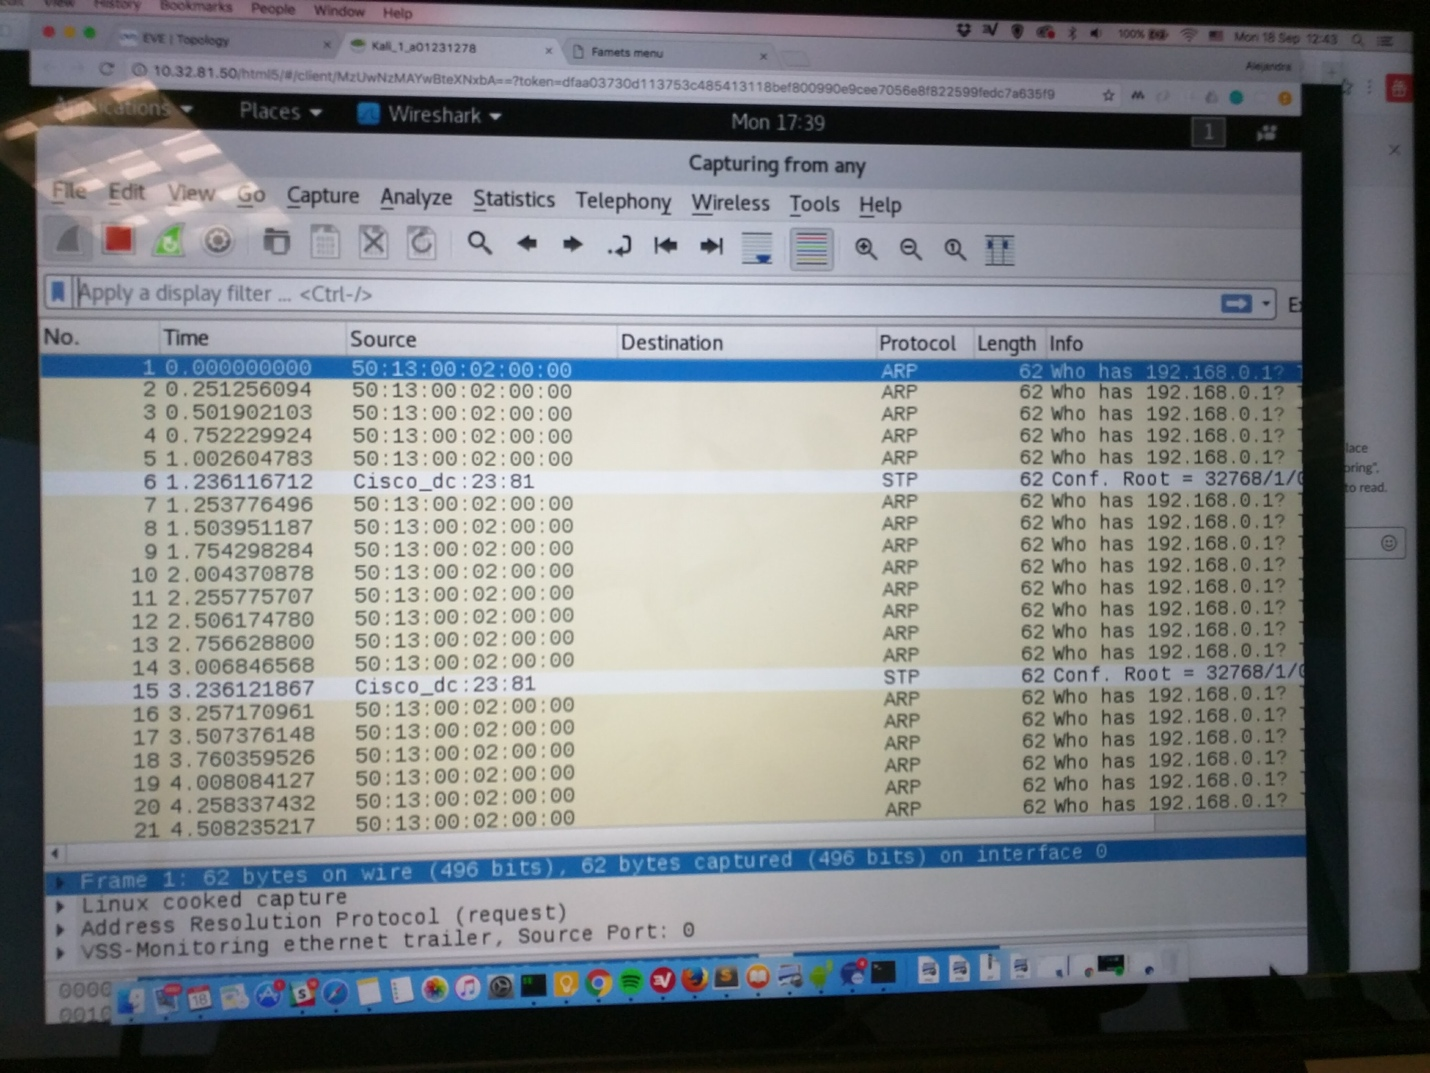 View History Bookmarks People Window Help
100% Mon 18 Sep 12:43
EVE | Topology Kali_1_a01231278 Famets menu Alejandra
10.32.81.50/html5/#/client/MzUwNzMAYwBteXNxbA==?token=dfaa03730d113753c485413118bef800990e9cee7056e8f822599fedc7a635f9
Applications Places Wireshark Mon 17:39 1
Capturing from any
File Edit View Go Capture Analyze Statistics Telephony Wireless Tools Help
Apply a display filter ... <Ctrl-/>
No. Time Source Destination Protocol Length Info
1 0.000000000 50:13:00:02:00:00 ARP 62 Who has 192.168.0.1?
2 0.251256094 50:13:00:02:00:00 ARP 62 Who has 192.168.0.1?
3 0.501902103 50:13:00:02:00:00 ARP 62 Who has 192.168.0.1?
4 0.752229924 50:13:00:02:00:00 ARP 62 Who has 192.168.0.1?
5 1.002604783 50:13:00:02:00:00 ARP 62 Who has 192.168.0.1?
6 1.236116712 Cisco_dc:23:81 STP 62 Conf. Root = 32768/1/0
7 1.253776496 50:13:00:02:00:00 ARP 62 Who has 192.168.0.1?
8 1.503951187 50:13:00:02:00:00 ARP 62 Who has 192.168.0.1?
9 1.754298284 50:13:00:02:00:00 ARP 62 Who has 192.168.0.1?
10 2.004370878 50:13:00:02:00:00 ARP 62 Who has 192.168.0.1?
11 2.255775707 50:13:00:02:00:00 ARP 62 Who has 192.168.0.1?
12 2.506174780 50:13:00:02:00:00 ARP 62 Who has 192.168.0.1?
13 2.756628800 50:13:00:02:00:00 ARP 62 Who has 192.168.0.1?
14 3.006846568 50:13:00:02:00:00 ARP 62 Who has 192.168.0.1?
15 3.236121867 Cisco_dc:23:81 STP 62 Conf. Root = 32768/1/0
16 3.257170961 50:13:00:02:00:00 ARP 62 Who has 192.168.0.1?
17 3.507376148 50:13:00:02:00:00 ARP 62 Who has 192.168.0.1?
18 3.760359526 50:13:00:02:00:00 ARP 62 Who has 192.168.0.1?
19 4.008084127 50:13:00:02:00:00 ARP 62 Who has 192.168.0.1?
20 4.258337432 50:13:00:02:00:00 ARP 62 Who has 192.168.0.1?
21 4.508235217 50:13:00:02:00:00 ARP 62 Who has 192.168.0.1?
lace
oring",
to read.
Frame 1: 62 bytes on wire (496 bits), 62 bytes captured (496 bits) on interface 0
Linux cooked capture
Address Resolution Protocol (request)
VSS-Monitoring ethernet trailer, Source Port: 0
0000
0010
18